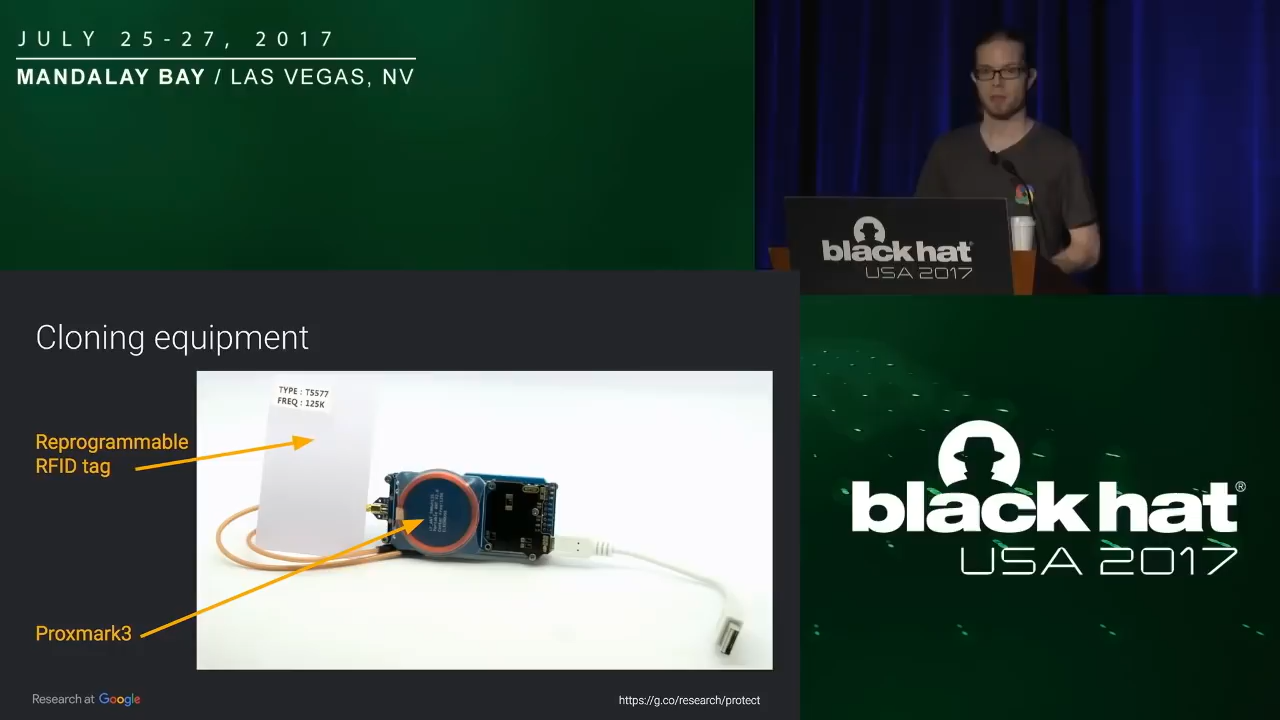 JULY 25-27, 2017
MANDALAY BAY / LAS VEGAS, NV
black hat
USA 2017
Cloning equipment
TYPE : T5577
FREQ : 125K
Reprogrammable
RFID tag
Proxmark3
Research at Google
https://g.co/research/protect
black hat®
USA 2017